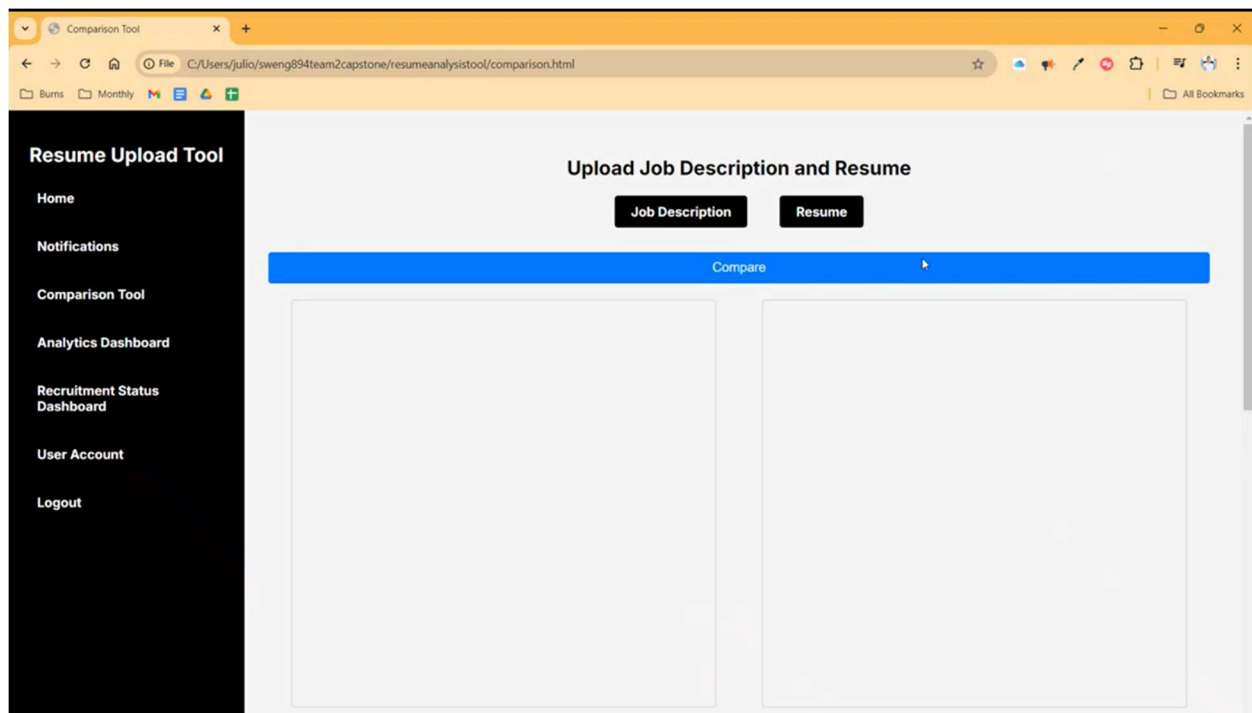 Comparison Tool
File C:/Users/julio/sweng894team2capstone/resumeanalysistool/comparison.html
Burns Monthly All Bookmarks
Resume Upload Tool
Home
Notifications
Comparison Tool
Analytics Dashboard
Recruitment Status
Dashboard
User Account
Logout
Upload Job Description and Resume
Job Description Resume
Compare